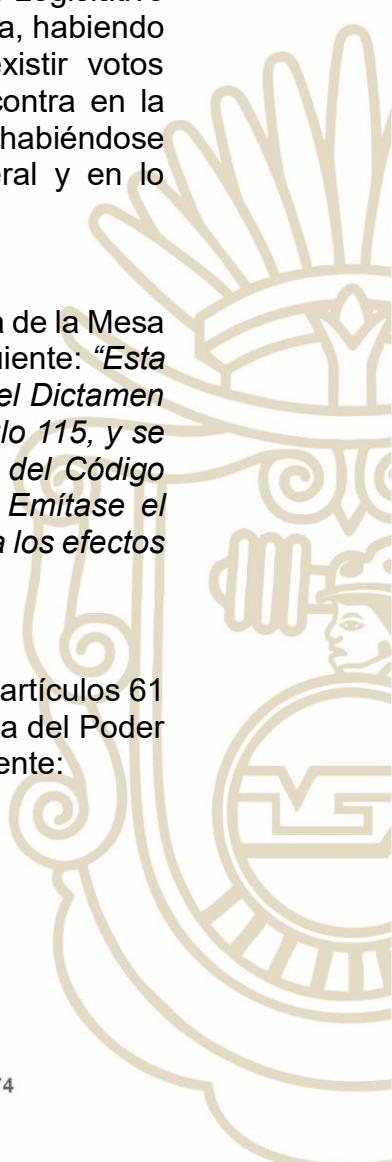 Legislativo
a, habiendo
existir votos
contra en la
habiéndose
eral y en lo
a de la Mesa
uiente: “Esta
el Dictamen
lo 115, y se
del Código
Emítase el
a los efectos
artículos 61
a del Poder
ente:
74